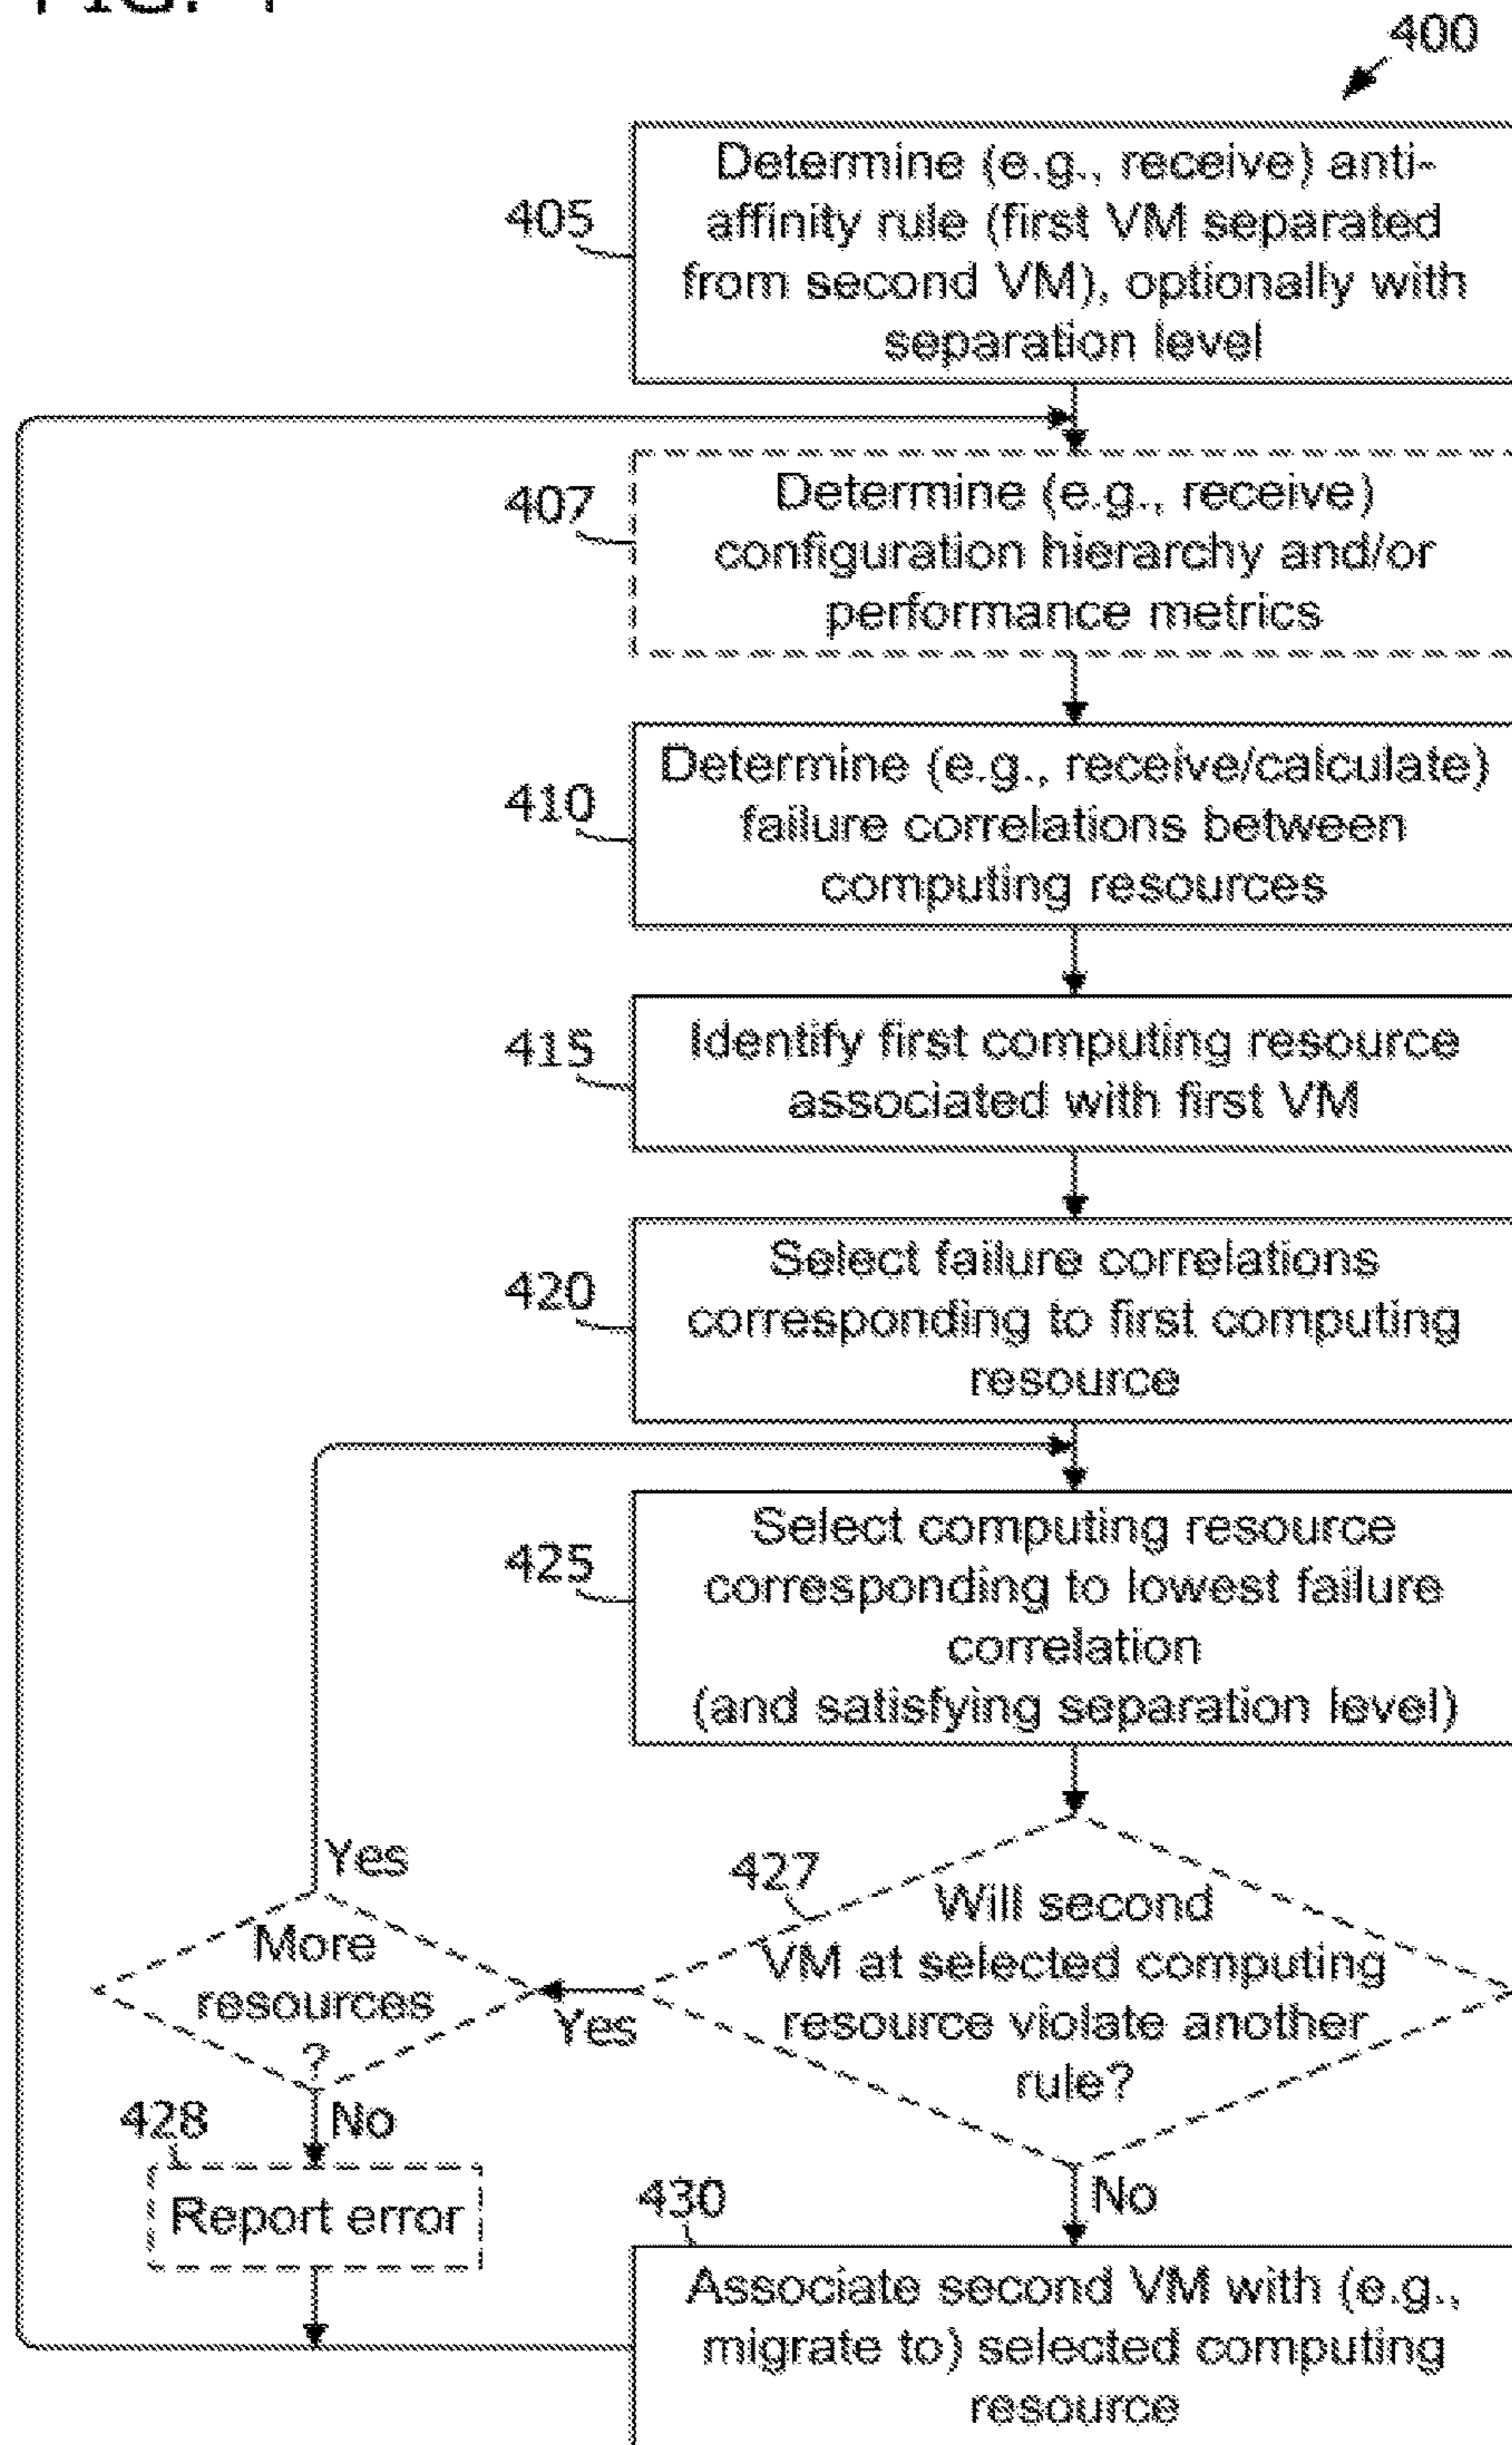 FIG. 4
400
405
Determine (e.g., receive) anti-
affinity rule (first VM separated
from second VM), optionally with
separation level
407
Determine (e.g., receive)
configuration hierarchy and/or
performance metrics
410
Determine (e.g., receive/calculate)
failure correlations between
computing resources
415
Identify first computing resource
associated with first VM
420
Select failure correlations
corresponding to first computing
resource
425
Select computing resource
corresponding to lowest failure
correlation
(and satisfying separation level)
427
Will second
VM at selected computing
resource violate another
rule?
Yes
Yes
More
resources
?
No
428
Report error
No
430
Associate second VM with (e.g.,
migrate to) selected computing
resource